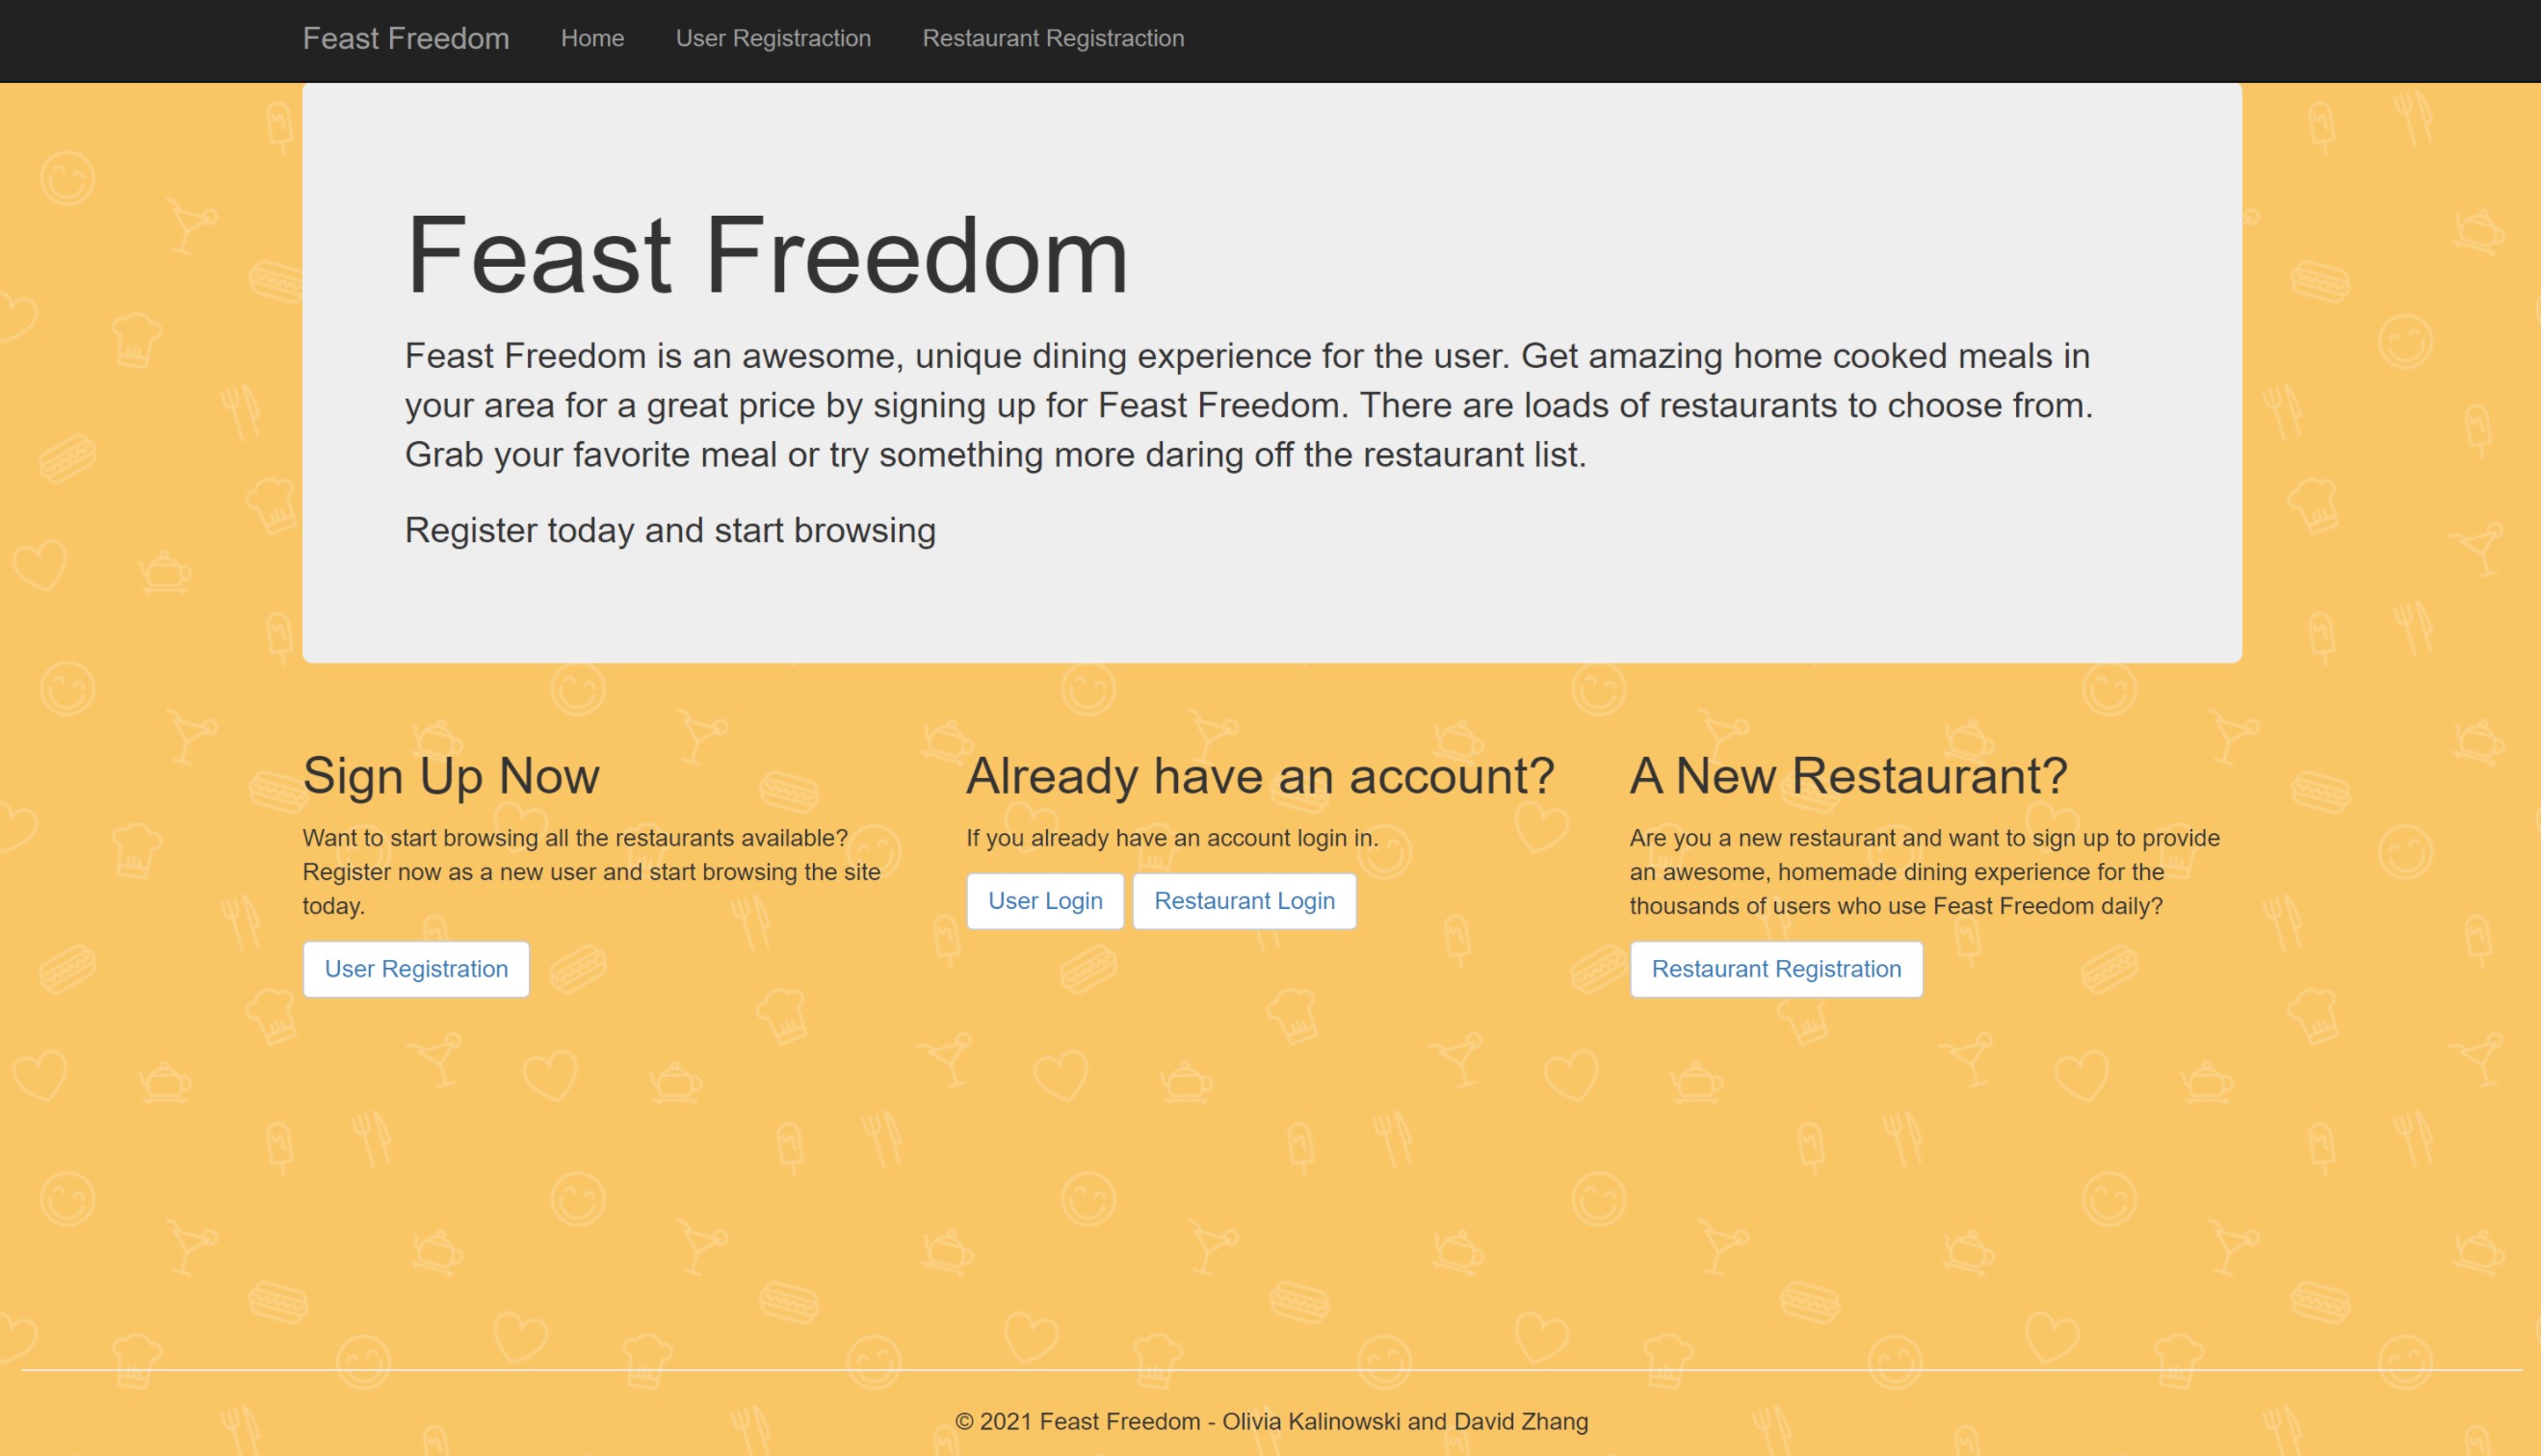 Feast Freedom Home User Registraction Restaurant Registraction
Feast Freedom
Feast Freedom is an awesome, unique dining experience for the user. Get amazing home cooked meals in
your area for a great price by signing up for Feast Freedom. There are loads of restaurants to choose from.
Grab your favorite meal or try something more daring off the restaurant list.
Register today and start browsing
Sign Up Now
Want to start browsing all the restaurants available?
Register now as a new user and start browsing the site
today.
User Registration
Already have an account?
If you already have an account login in.
User Login Restaurant Login
A New Restaurant?
Are you a new restaurant and want to sign up to provide
an awesome, homemade dining experience for the
thousands of users who use Feast Freedom daily?
Restaurant Registration
© 2021 Feast Freedom - Olivia Kalinowski and David Zhang